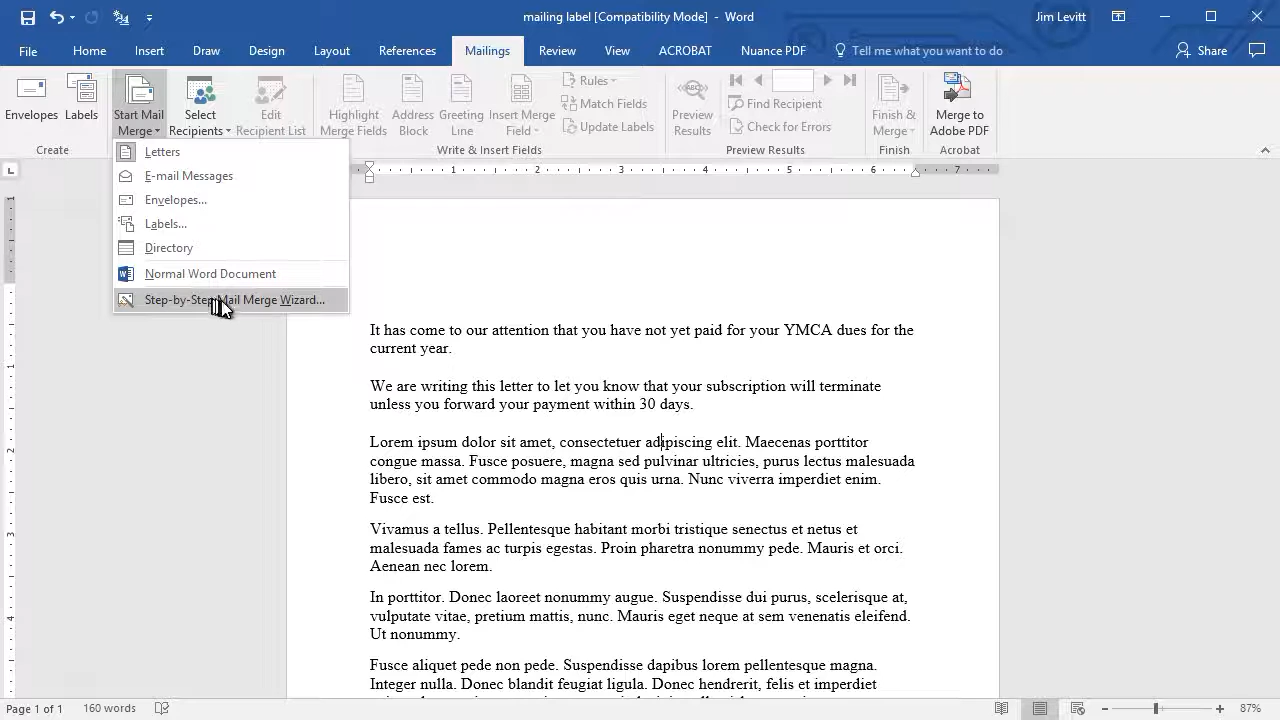 mailing label [Compatibility Mode] - Word
Jim Levitt
File Home Insert Draw Design Layout References Mailings Review View ACROBAT Nuance PDF Tell me what you want to do Share
Envelopes
Labels
Create
Start Mail
Merge
Select
Recipients
Edit
Recipient List
Highlight
Merge Fields
Address
Block
Greeting
Line
Insert Merge
Field
Rules
Match Fields
Update Labels
Write & Insert Fields
Preview
Results
Find Recipient
Check for Errors
Preview Results
Finish &
Merge
Finish
Merge to
Adobe PDF
Acrobat
Letters
E-mail Messages
Envelopes...
Labels...
Directory
Normal Word Document
Step-by-Step Mail Merge Wizard...
1 2 3 4 5 6 7
1
1
2
3
4
It has come to our attention that you have not yet paid for your YMCA dues for the
current year.
We are writing this letter to let you know that your subscription will terminate
unless you forward your payment within 30 days.
Lorem ipsum dolor sit amet, consectetuer adipiscing elit. Maecenas porttitor
congue massa. Fusce posuere, magna sed pulvinar ultricies, purus lectus malesuada
libero, sit amet commodo magna eros quis urna. Nunc viverra imperdiet enim.
Fusce est.
Vivamus a tellus. Pellentesque habitant morbi tristique senectus et netus et
malesuada fames ac turpis egestas. Proin pharetra nonummy pede. Mauris et orci.
Aenean nec lorem.
In porttitor. Donec laoreet nonummy augue. Suspendisse dui purus, scelerisque at,
vulputate vitae, pretium mattis, nunc. Mauris eget neque at sem venenatis eleifend.
Ut nonummy.
Fusce aliquet pede non pede. Suspendisse dapibus lorem pellentesque magna.
Integer nulla. Donec blandit feugiat ligula. Donec hendrerit, felis et imperdiet
Page 1 of 1 160 words 87%